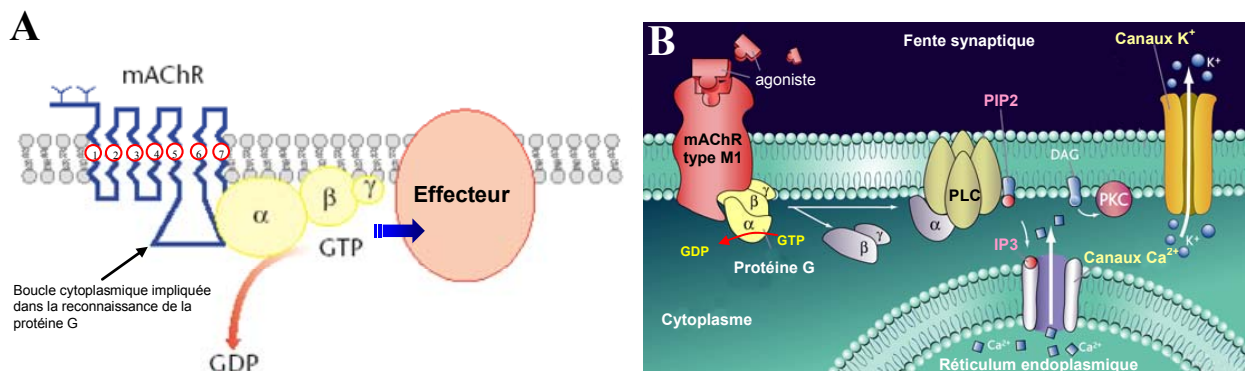 A
mAChR
1 2 3 4 5 6 7
α
β
γ
GTP
Effecteur
Boucle cytoplasmique impliquée
dans la reconnaissance de la
protéine G
GDP
B
Fente synaptique
Canaux K+
K+
agoniste
mAChR
type M1
PIP2
DAG
PLC
PKC
γ
β
α
GDP
GTP
Protéine G
α
β
γ
IP3
K+
Canaux Ca2+
Cytoplasme
Ca2+
Ca2+
Réticulum endoplasmique